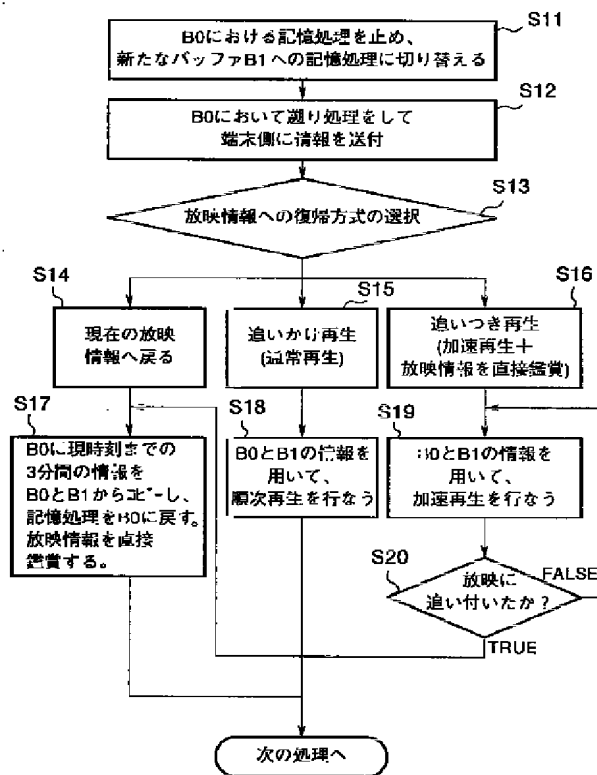 S11
B0における記憶処理を止め、
新たなバッファB1への記憶処理に切り替える
S12
B0において遡り処理をして
端末側に情報を送付
S13
放映情報への復帰方式の選択
S14
現在の放映
情報へ戻る
S15
追いかけ再生
(通常再生)
S16
追いつき再生
(加速再生+
放映情報を直接鑑賞)
S17
B0に現時刻までの
3分間の情報を
B0とB1からコピーし、
記憶処理をB0に戻す。
放映情報を直接
鑑賞する。
S18
B0とB1の情報を
用いて、
順次再生を行なう
S19
B0とB1の情報を
用いて、
加速再生を行なう
S20
放映に
追い付いたか?
FALSE
TRUE
次の処理へ